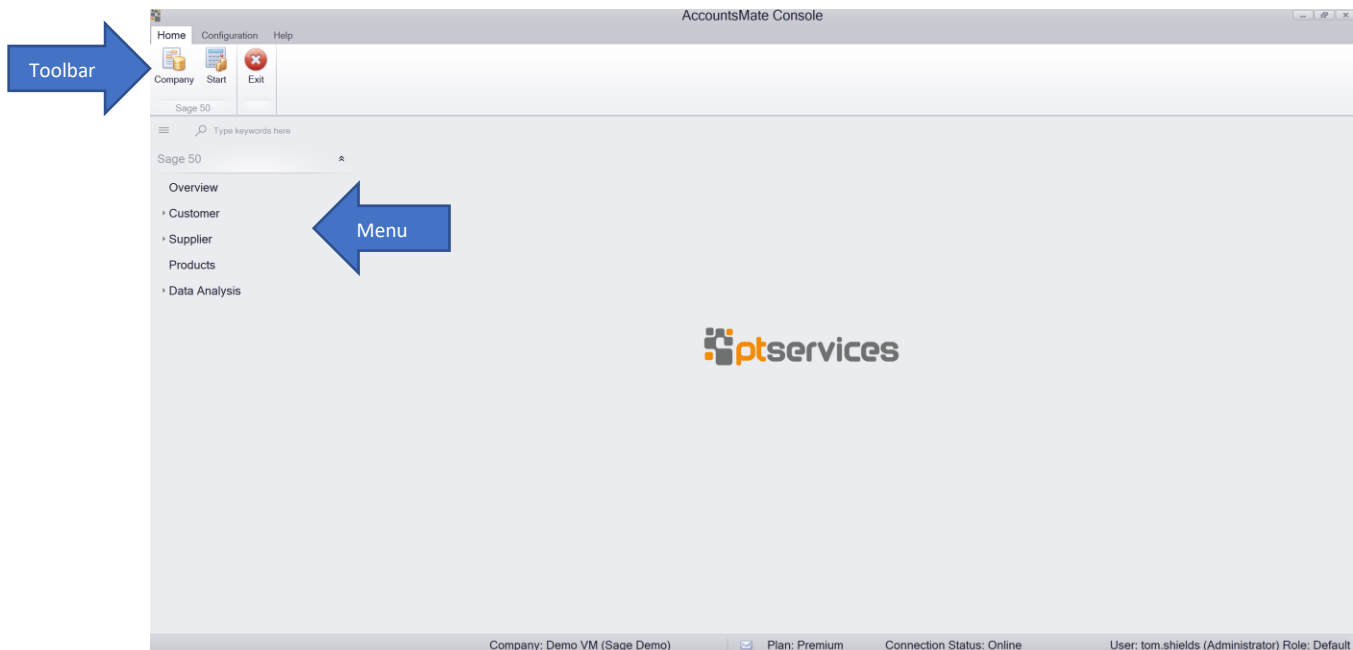 AccountsMate Console
Home Configuration Help
Toolbar
Company Start Exit
Sage 50
Type keywords here
Sage 50
Overview
Customer
Supplier
Menu
Products
Data Analysis
ptservices
Company: Demo VM (Sage Demo) Plan: Premium Connection Status: Online User: tom.shields (Administrator) Role: Default